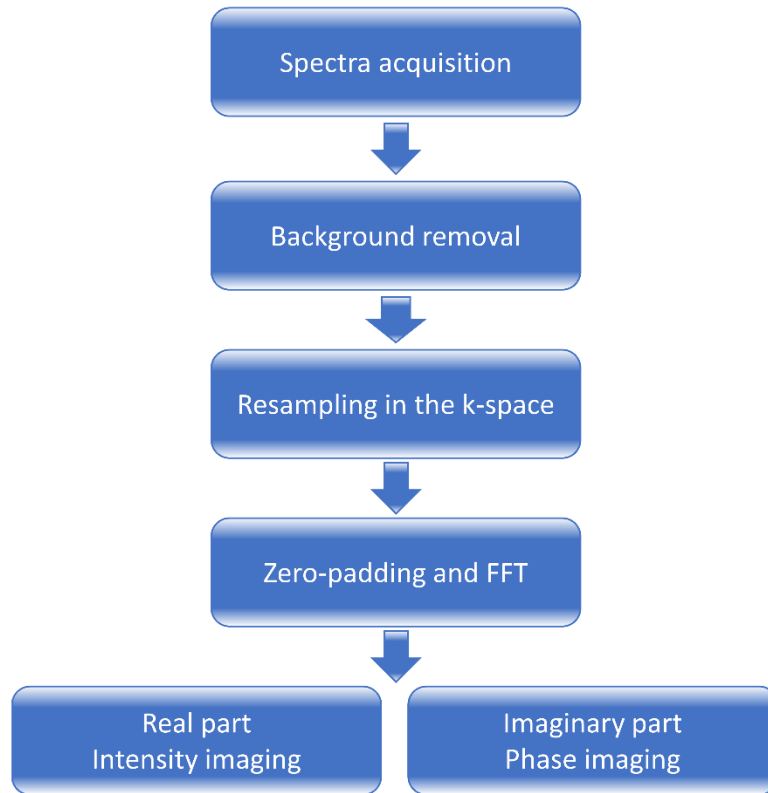 Spectra acquisition
Background removal
Resampling in the k-space
Zero-padding and FFT
Real part
Intensity imaging
Imaginary part
Phase imaging